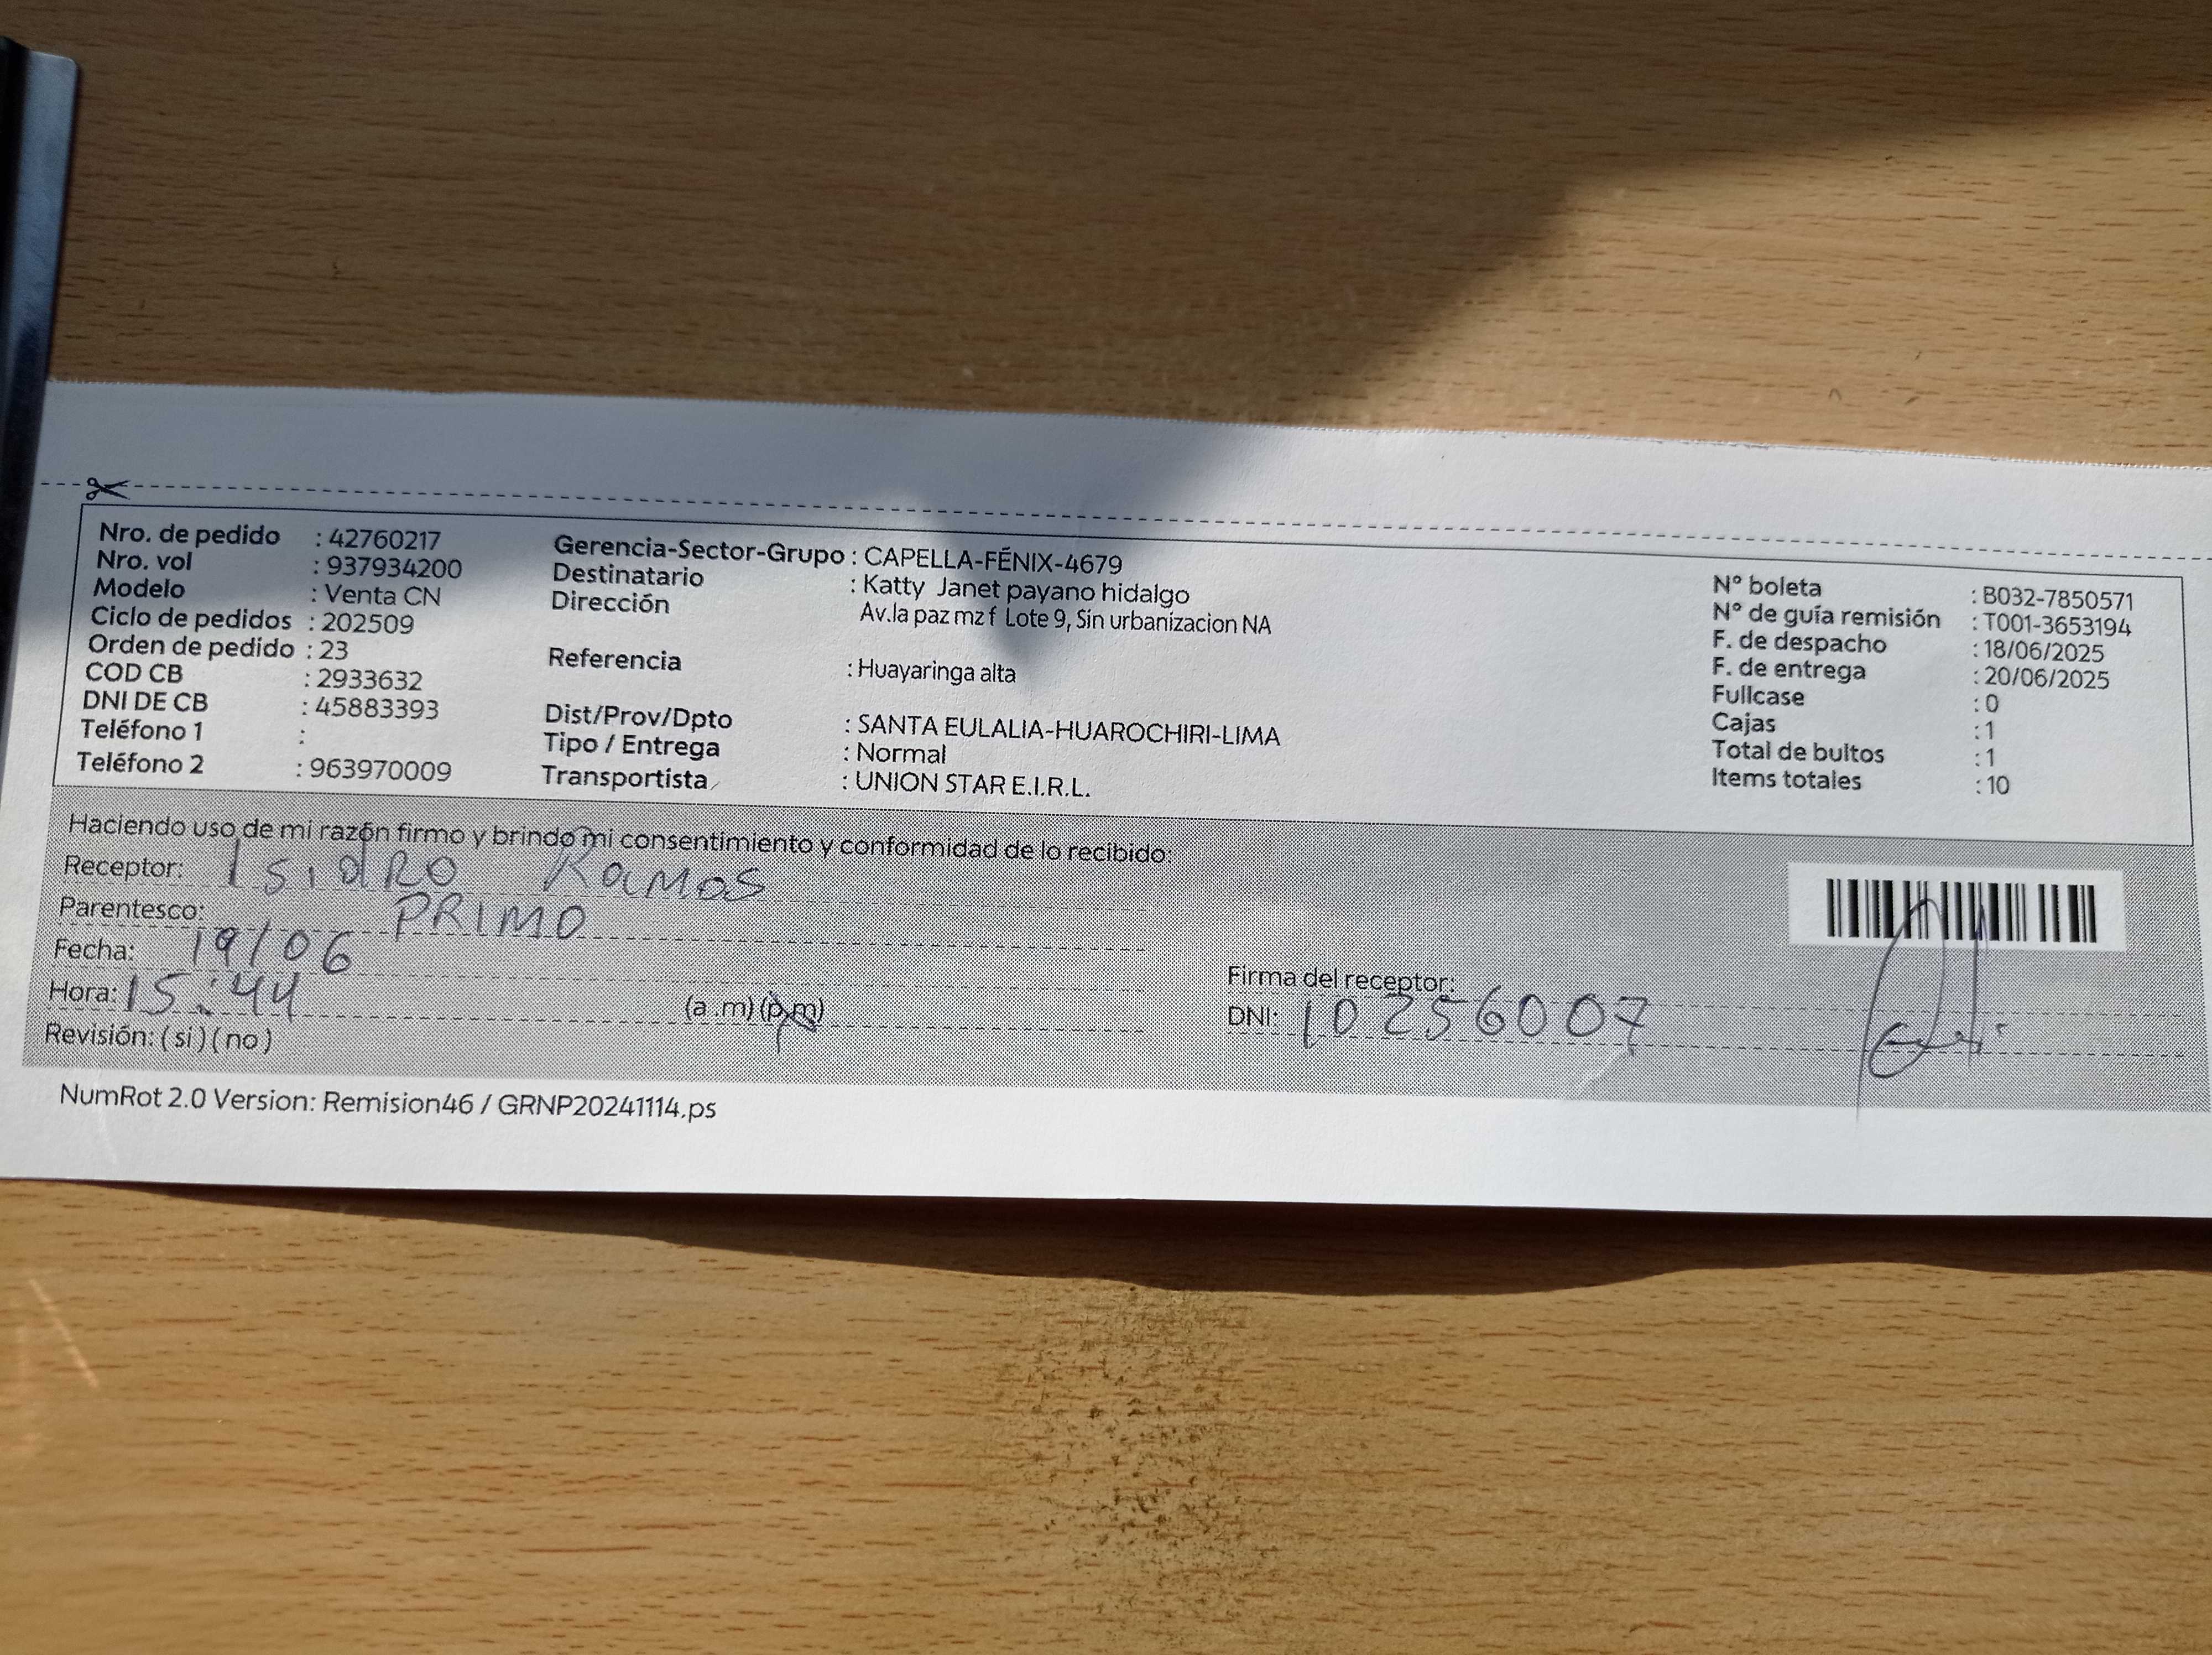 Nro. de pedido : 42760217
Nro. vol : 937934200
Modelo : Venta CN
Ciclo de pedidos : 202509
Orden de pedido : 23
COD CB : 2933632
DNI DE CB : 45883393
Teléfono 1 :
Teléfono 2 : 963970009
Gerencia-Sector-Grupo : CAPELLA-FÉNIX-4679
Destinatario : Katty Janet payano hidalgo
Dirección Av.la paz mz f Lote 9, Sin urbanizacion NA
Referencia : Huayaringa alta
Dist/Prov/Dpto : SANTA EULALIA-HUAROCHIRI-LIMA
Tipo / Entrega : Normal
Transportista : UNION STAR E.I.R.L.
N° boleta : B032-7850571
N° de guía remisión : T001-3653194
F. de despacho : 18/06/2025
F. de entrega : 20/06/2025
Fullcase : 0
Cajas : 1
Total de bultos : 1
Items totales : 10
Haciendo uso de mi razón firmo y brindo mi consentimiento y conformidad de lo recibido:
Receptor: Isidro Ramos
Parentesco: PRIMO
Fecha: 19/06
Hora: 15:44 (a .m) (p.m)
Revisión: ( si ) ( no )
Firma del receptor:
DNI: 10256007
NumRot 2.0 Version: Remision46 / GRNP20241114.ps